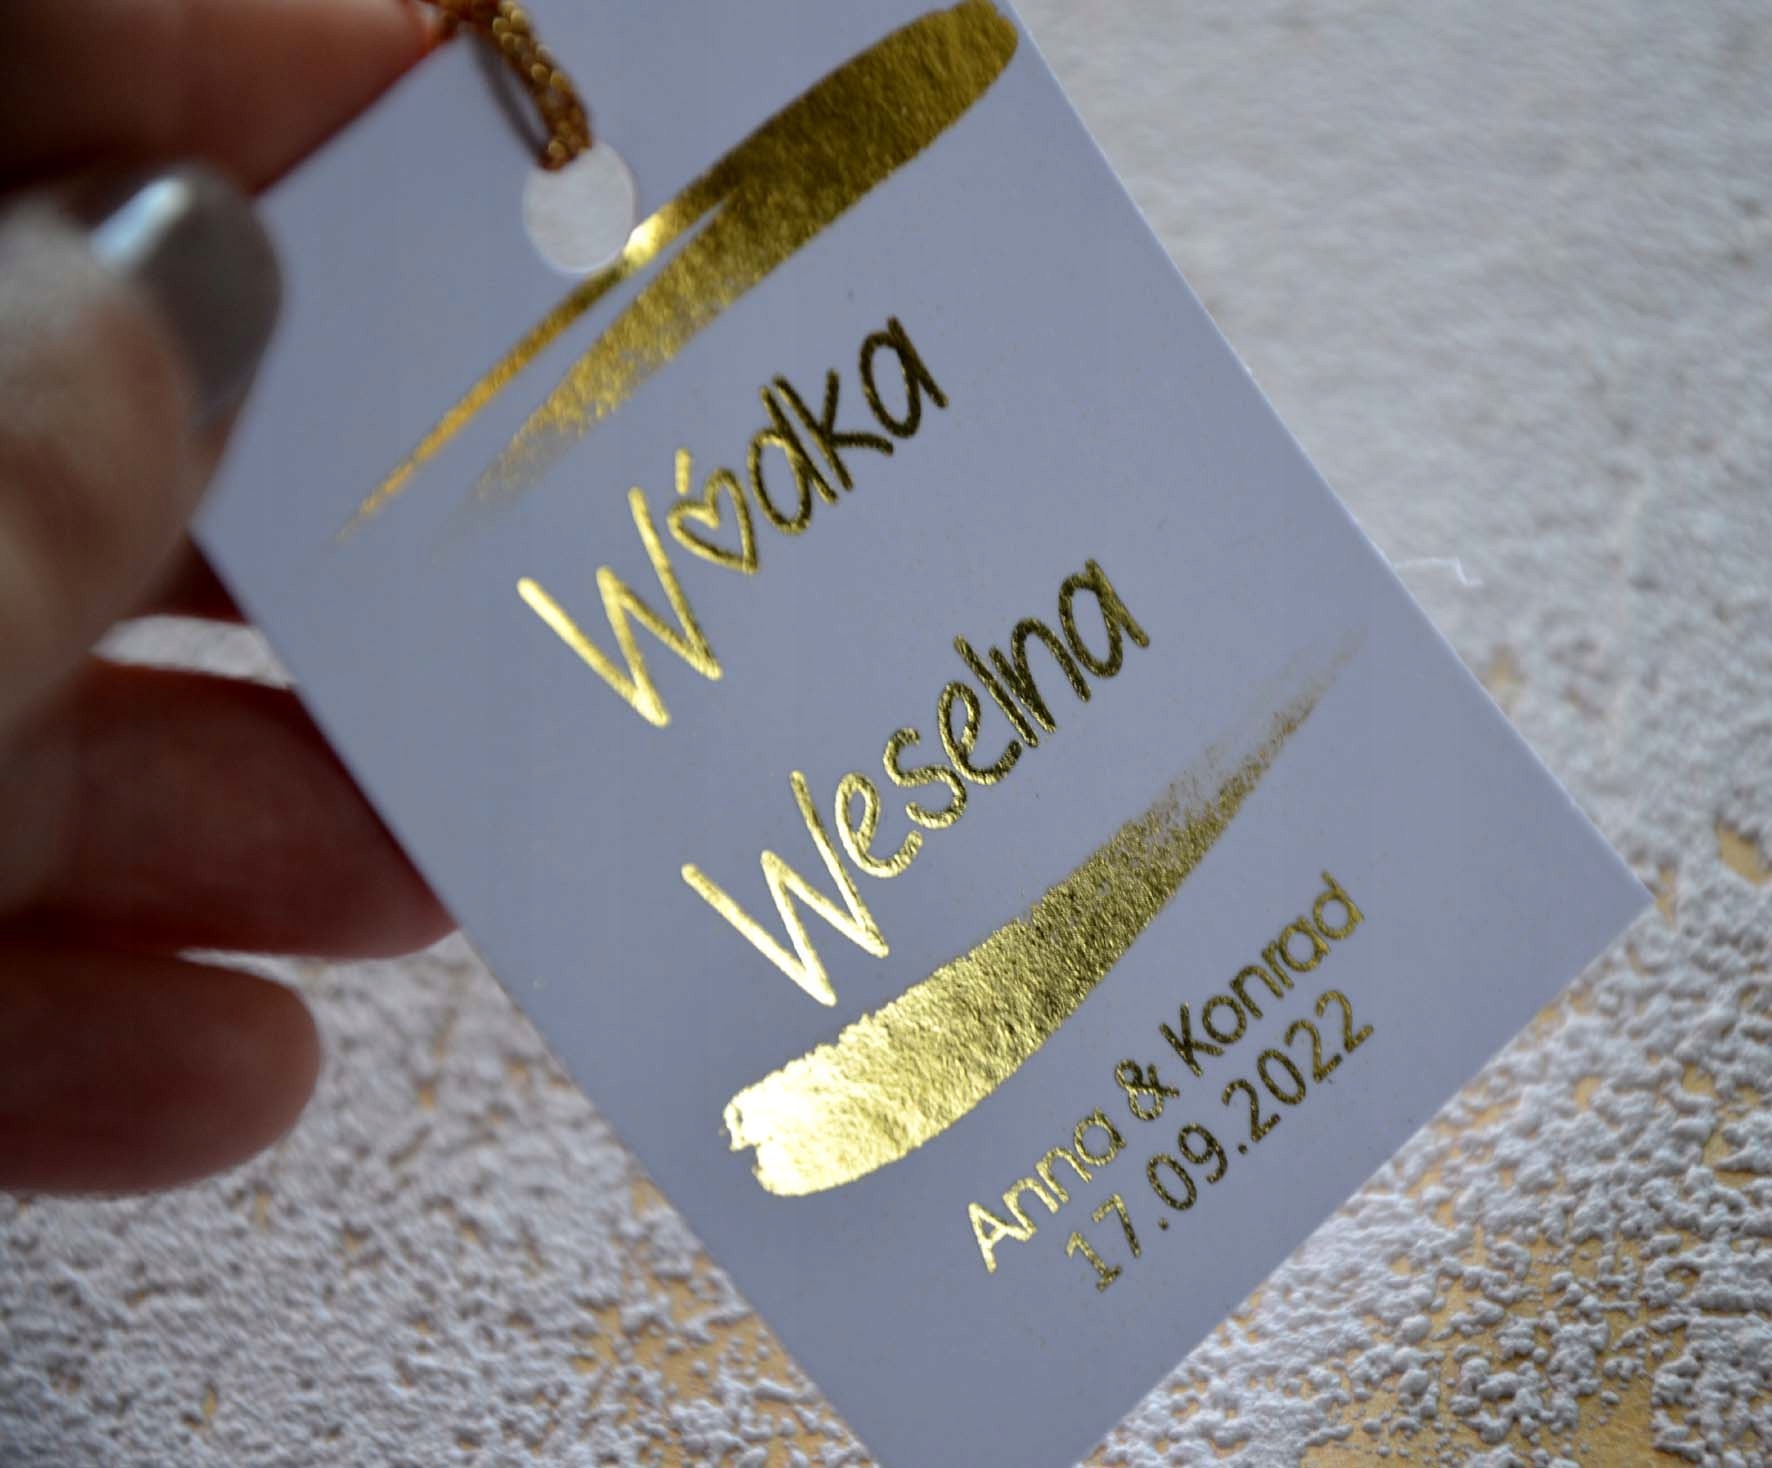 Wódka
Weselna
Anna & Konrad
17.09.2022